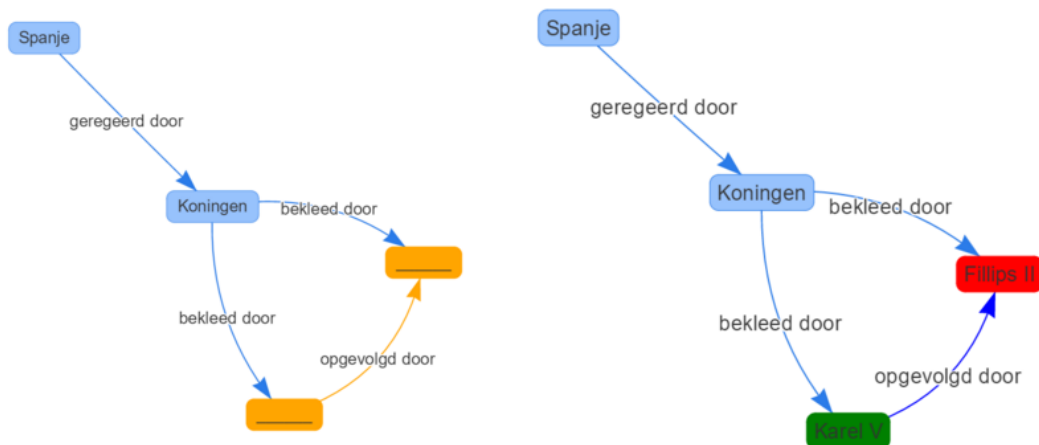 Spanje
geregeerd door
Koningen
bekleed door
bekleed door
opgevolgd door
Spanje
geregeerd door
Koningen
bekleed door
Fillips II
bekleed door
opgevolgd door
Karel V